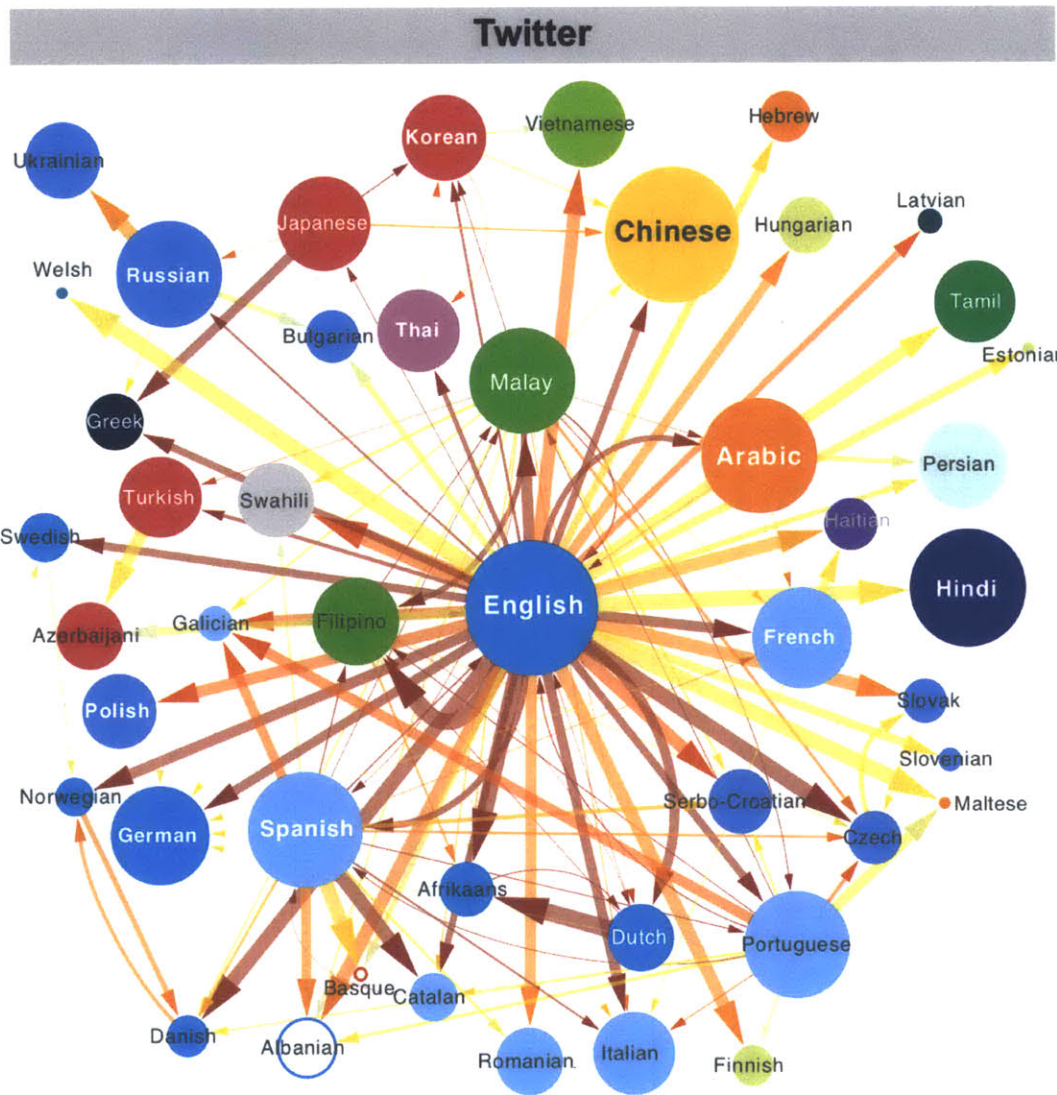 Twitter
Ukrainian
Korean
Vietnamese
Hebrew
Japanese
Chinese
Hungarian
Latvian
Welsh
Russian
Bulgarian
Thai
Tamil
Estonian
Malay
Greek
Arabic
Persian
Turkish
Swahili
Haitian
Swedish
Hindi
English
Azerbaijani
Galician
Filipino
French
Polish
Slovak
Slovenian
Norwegian
German
Spanish
Serbo-Croatian
Maltese
Czech
Afrikaans
Dutch
Portuguese
Basque
Catalan
Danish
Albanian
Romanian
Italian
Finnish